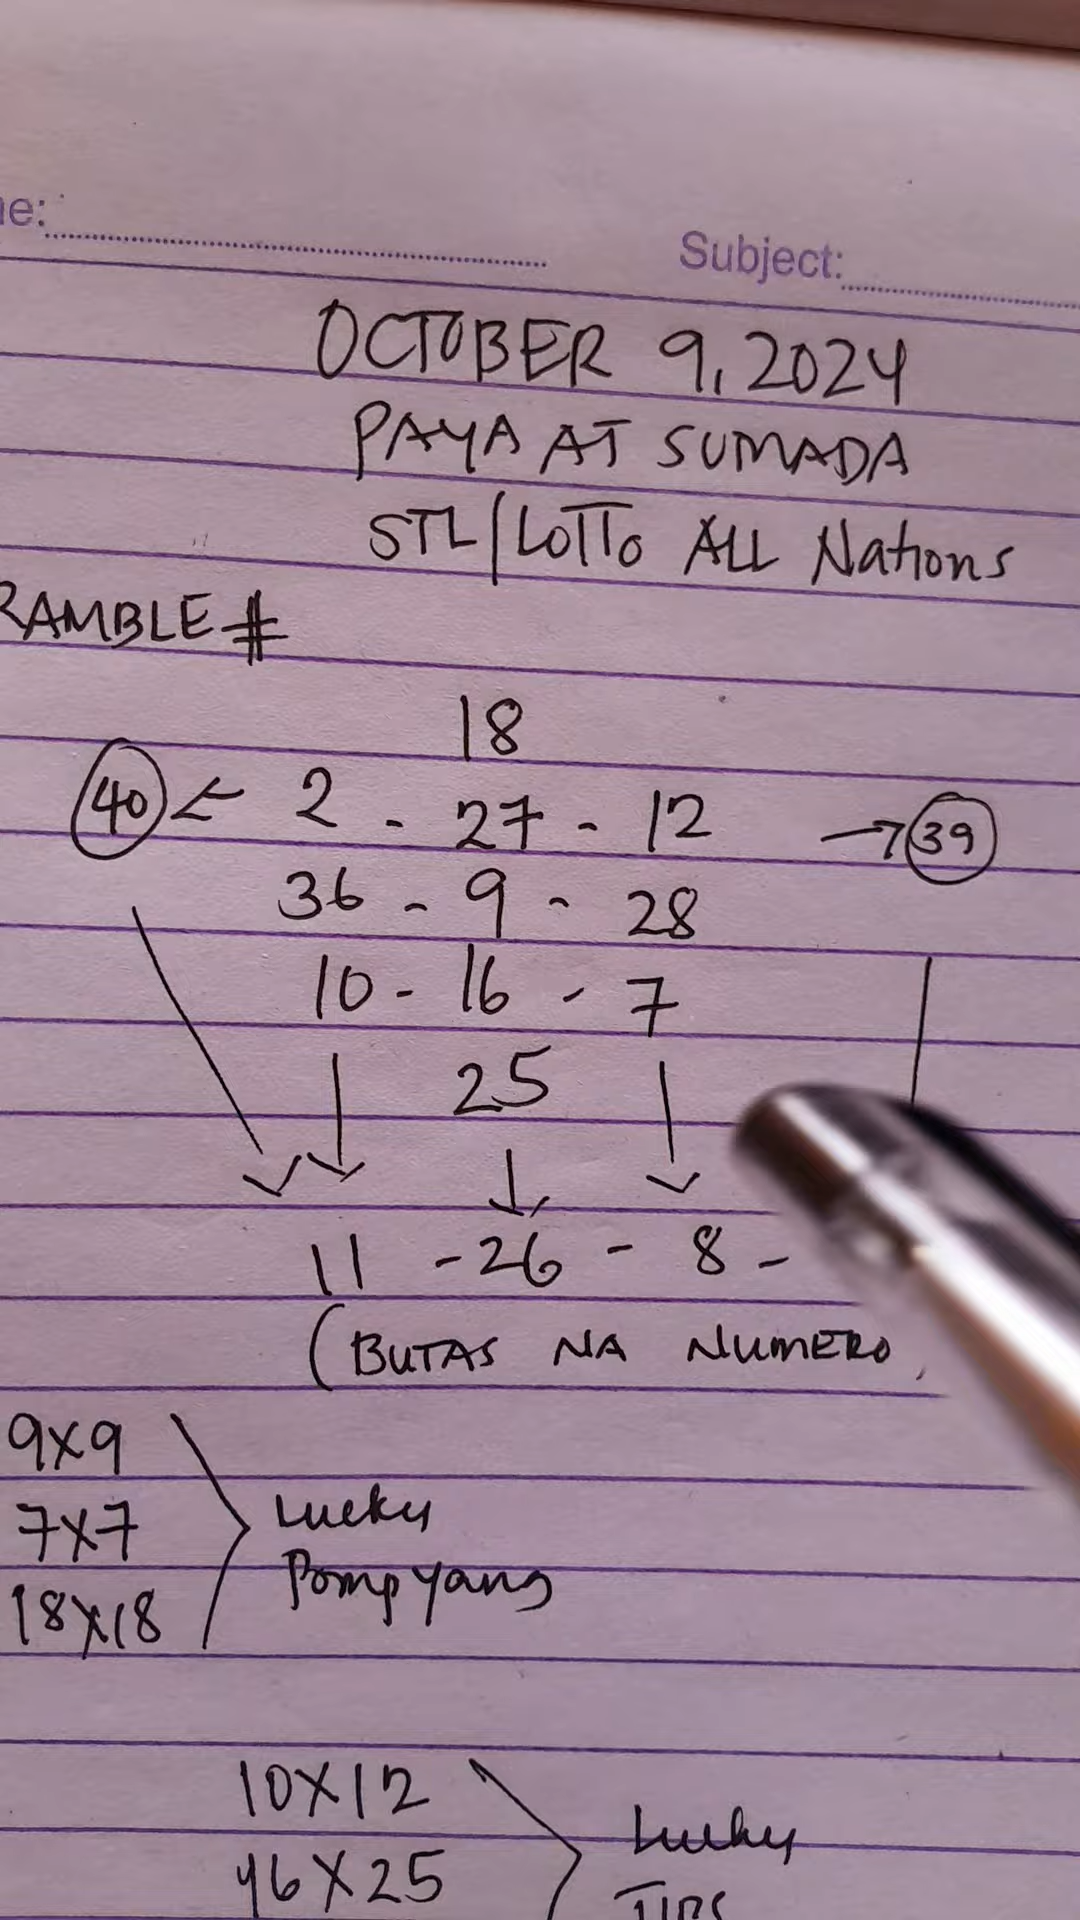 Subject:
OCTOBER 9, 2024
PAYA AT SUMADA
STL/LOTTO ALL Nations
RAMBLE #
18
40 ← 2 - 27 - 12 → 39
36 - 9 - 28
10 - 16 - 7
25
11 - 26 - 8 -
(BUTAS NA NUMERO
9X9
7X7
18X18
Lucky
Pompyang
10X12
X25
Lucky